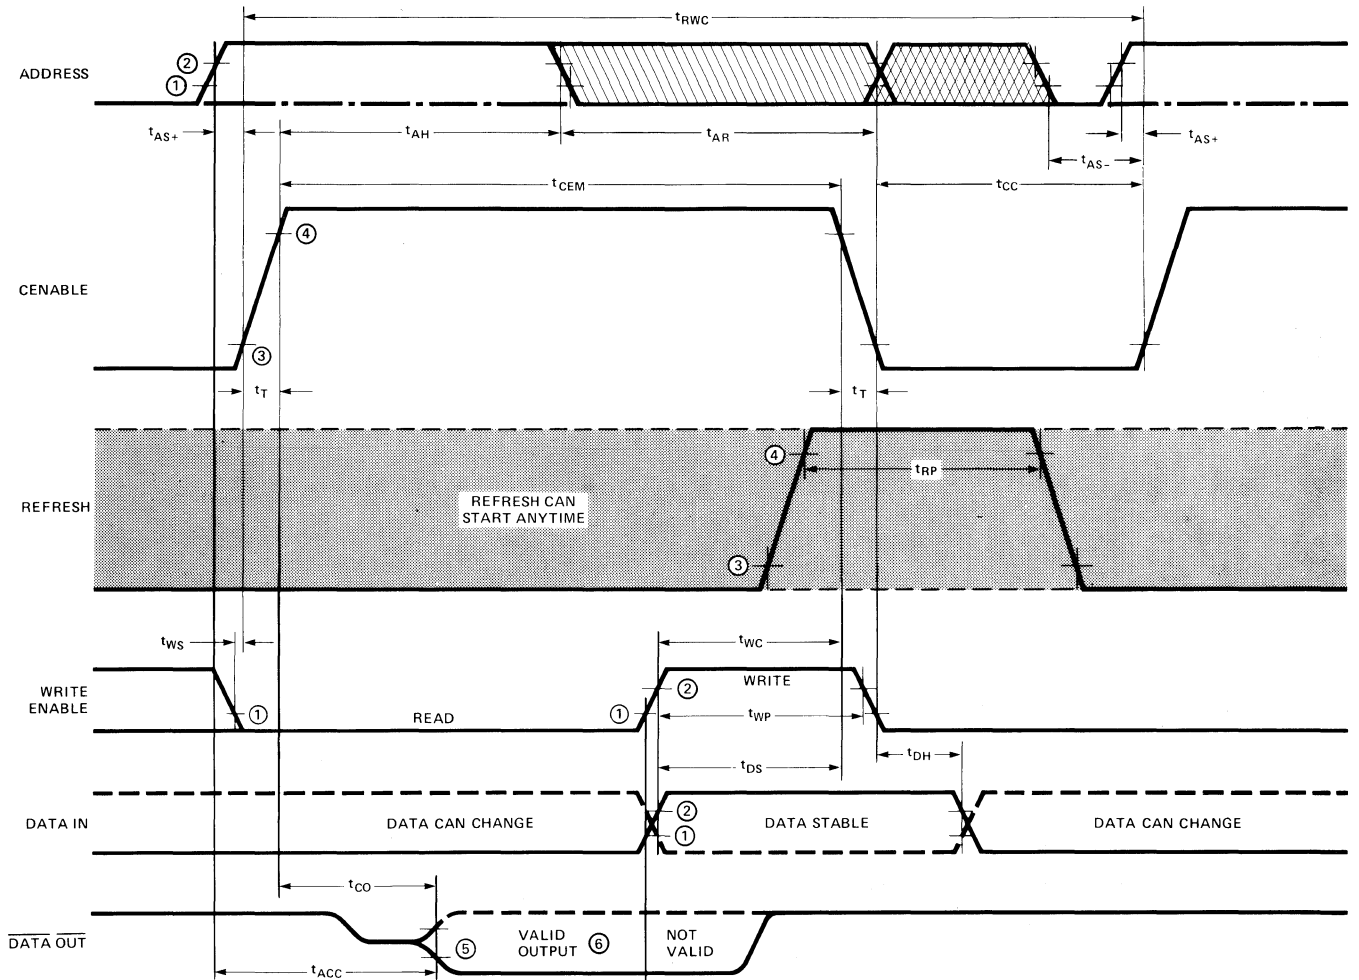 tRWC
ADDRESS
②
①
tAS+
tAH
tAR
tAS+
tAS-
tCEM
tCC
④
CENABLE
③
tT
tT
④
tRP
REFRESH
REFRESH CAN
START ANYTIME
③
tWS
tWC
WRITE
ENABLE
①
READ
①
②
WRITE
tWP
tDS
tDH
DATA IN
DATA CAN CHANGE
②
①
DATA STABLE
DATA CAN CHANGE
tCO
DATA OUT
⑤
VALID
OUTPUT ⑥
NOT
VALID
tACC